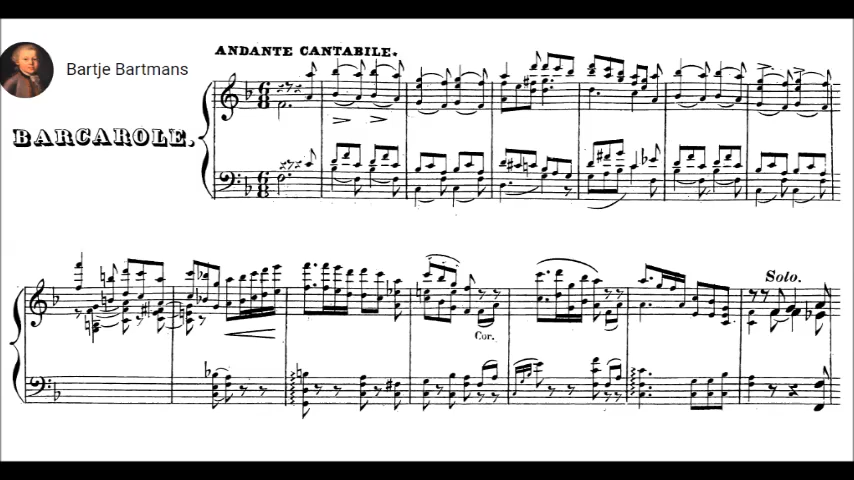 ANDANTE CANTABILE.
Bartje Bartmans
BARCAROLE.
Solo.
Cor.